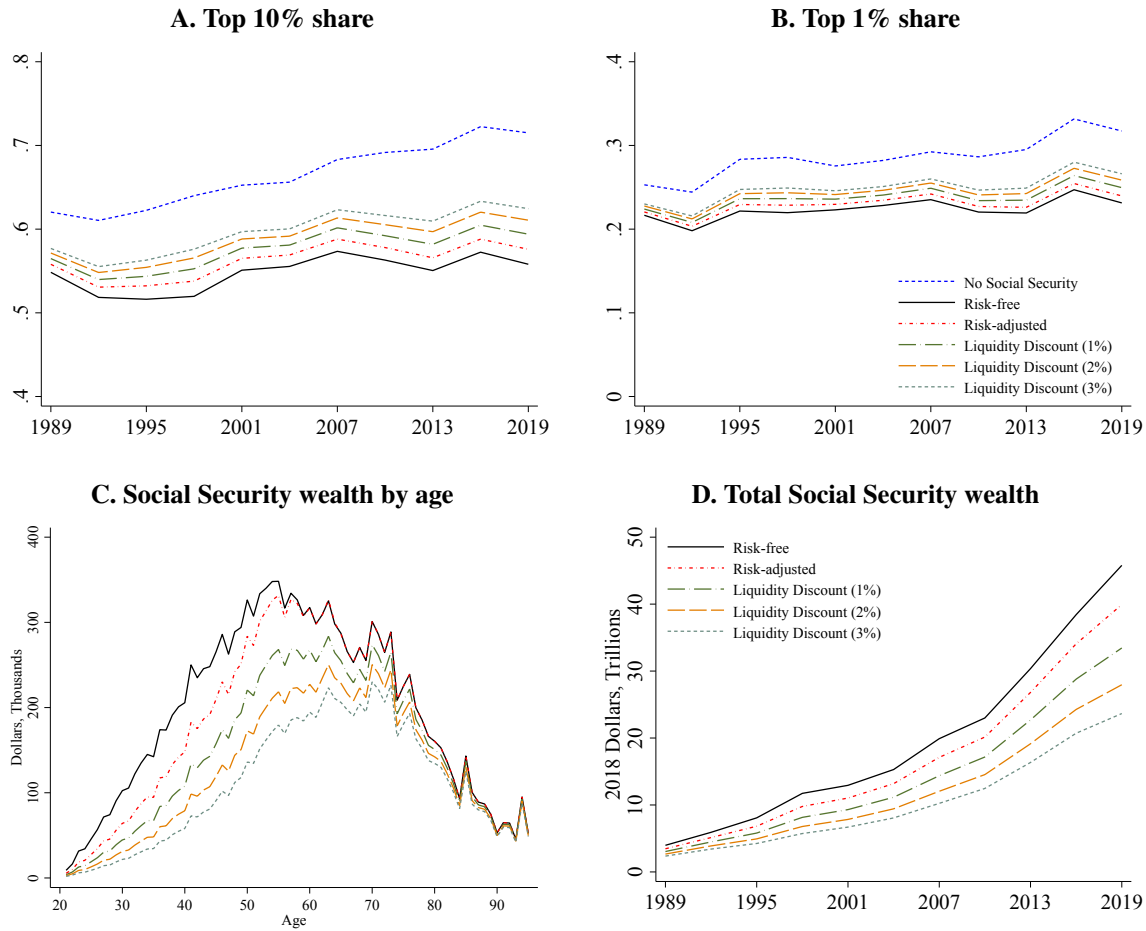 A. Top 10% share
.8
.7
.6
.5
.4
1989 1995 2001 2007 2013 2019
B. Top 1% share
.4
.3
.2
.1
0
No Social Security
Risk-free
Risk-adjusted
Liquidity Discount (1%)
Liquidity Discount (2%)
Liquidity Discount (3%)
1989 1995 2001 2007 2013 2019
C. Social Security wealth by age
Dollars, Thousands
400
300
200
100
0
20 30 40 50 60 70 80 90
Age
D. Total Social Security wealth
2018 Dollars, Trillions
50
40
30
20
10
0
Risk-free
Risk-adjusted
Liquidity Discount (1%)
Liquidity Discount (2%)
Liquidity Discount (3%)
1989 1995 2001 2007 2013 2019